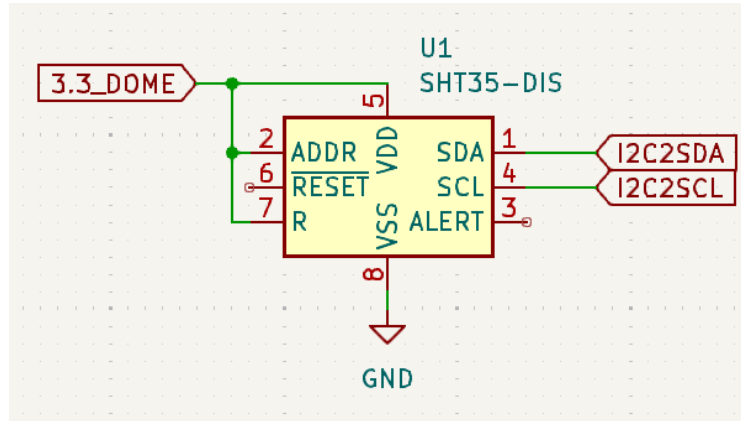 U1
SHT35-DIS
3.3_DOME
5
2
ADDR
VDD
SDA
1
I2C2SDA
6
RESET
SCL
4
I2C2SCL
7
R
VSS
ALERT
3
8
GND